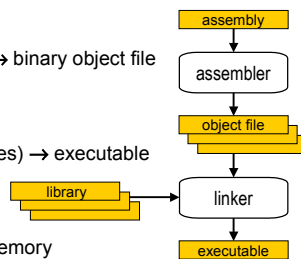 assembly
→ binary object file
assembler
object file
es) → executable
library
linker
emory
executable